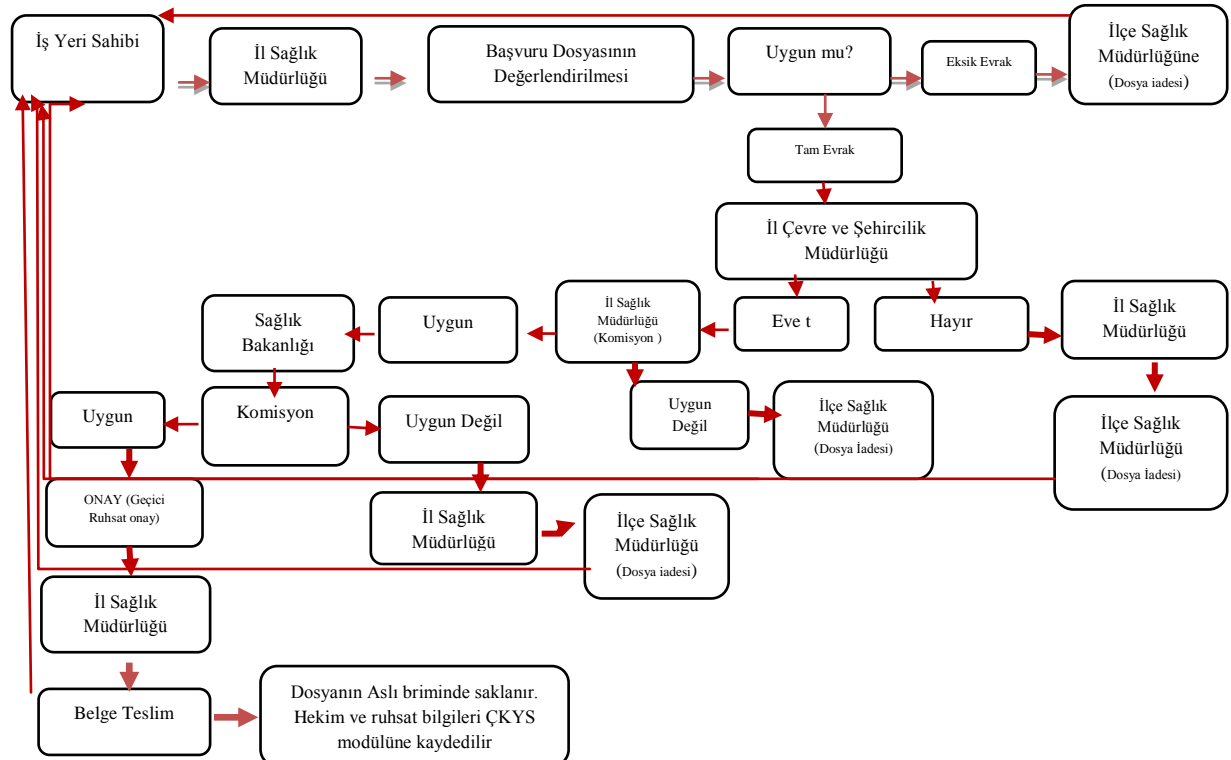 İş Yeri Sahibi
İl Sağlık
Müdürlüğü
Başvuru Dosyasının
Değerlendirilmesi
Uygun mu?
Eksik Evrak
İlçe Sağlık
Müdürlüğüne
(Dosya iadesi)
Tam Evrak
İl Çevre ve Şehircilik
Müdürlüğü
Sağlık
Bakanlığı
Uygun
İl Sağlık
Müdürlüğü
(Komisyon )
Eve t
Hayır
İl Sağlık
Müdürlüğü
Uygun
Komisyon
Uygun Değil
Uygun
Değil
İlçe Sağlık
Müdürlüğü
(Dosya İadesi)
İlçe Sağlık
Müdürlüğü
(Dosya İadesi)
ONAY (Geçici
Ruhsat onay)
İl Sağlık
Müdürlüğü
İlçe Sağlık
Müdürlüğü
(Dosya iadesi)
İl Sağlık
Müdürlüğü
Belge Teslim
Dosyanın Aslı briminde saklanır.
Hekim ve ruhsat bilgileri ÇKYS
modülüne kaydedilir